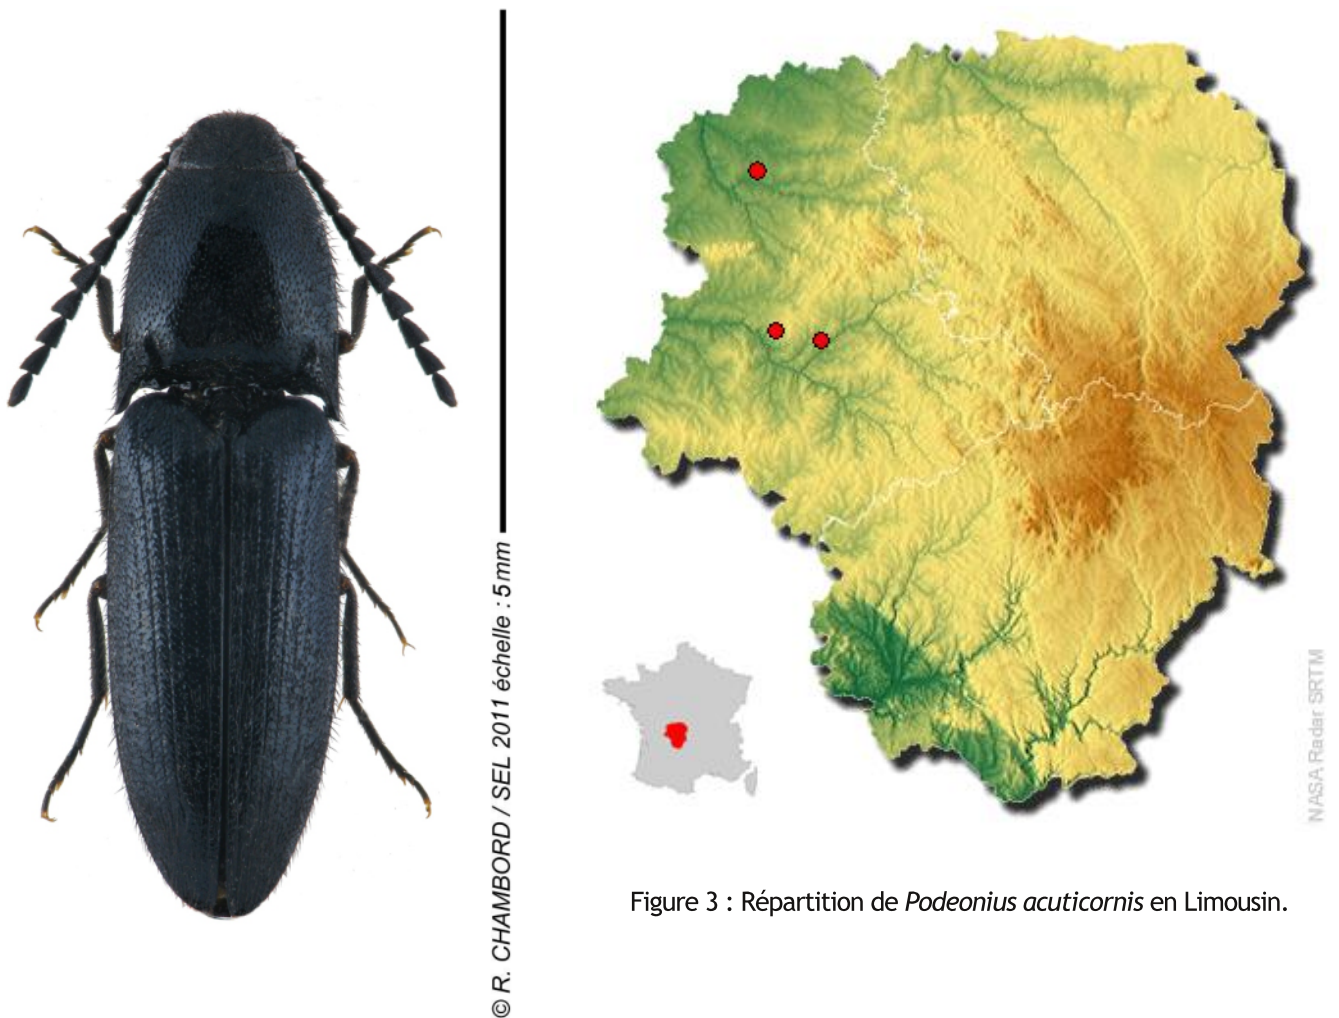 © R. CHAMBORD / SEL 2011 échelle : 5mm
NASA Radar SRTM
Figure 3 : Répartition de Podeonius acuticornis en Limousin.